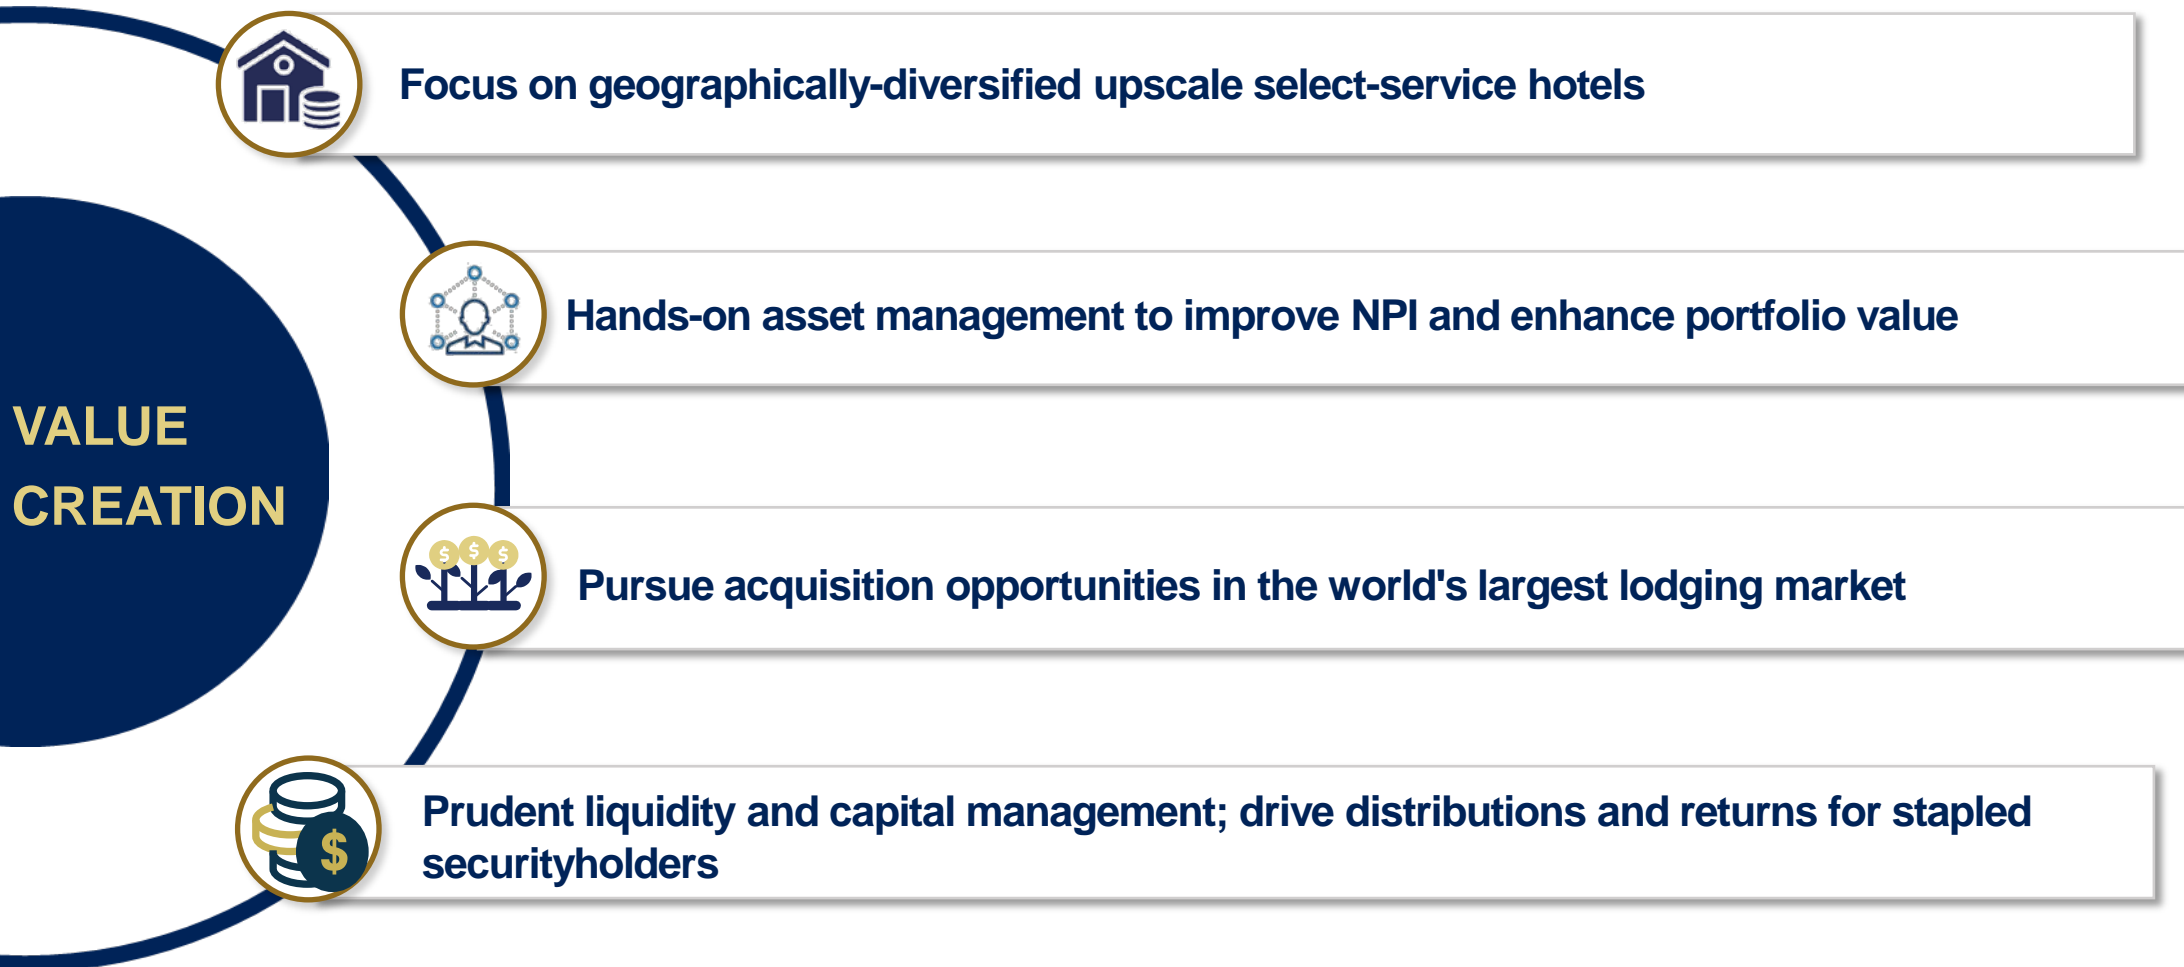 VALUE
CREATION
Focus on geographically-diversified upscale select-service hotels
Hands-on asset management to improve NPI and enhance portfolio value
$ $ $
Pursue acquisition opportunities in the world's largest lodging market
$
Prudent liquidity and capital management; drive distributions and returns for stapled
securityholders